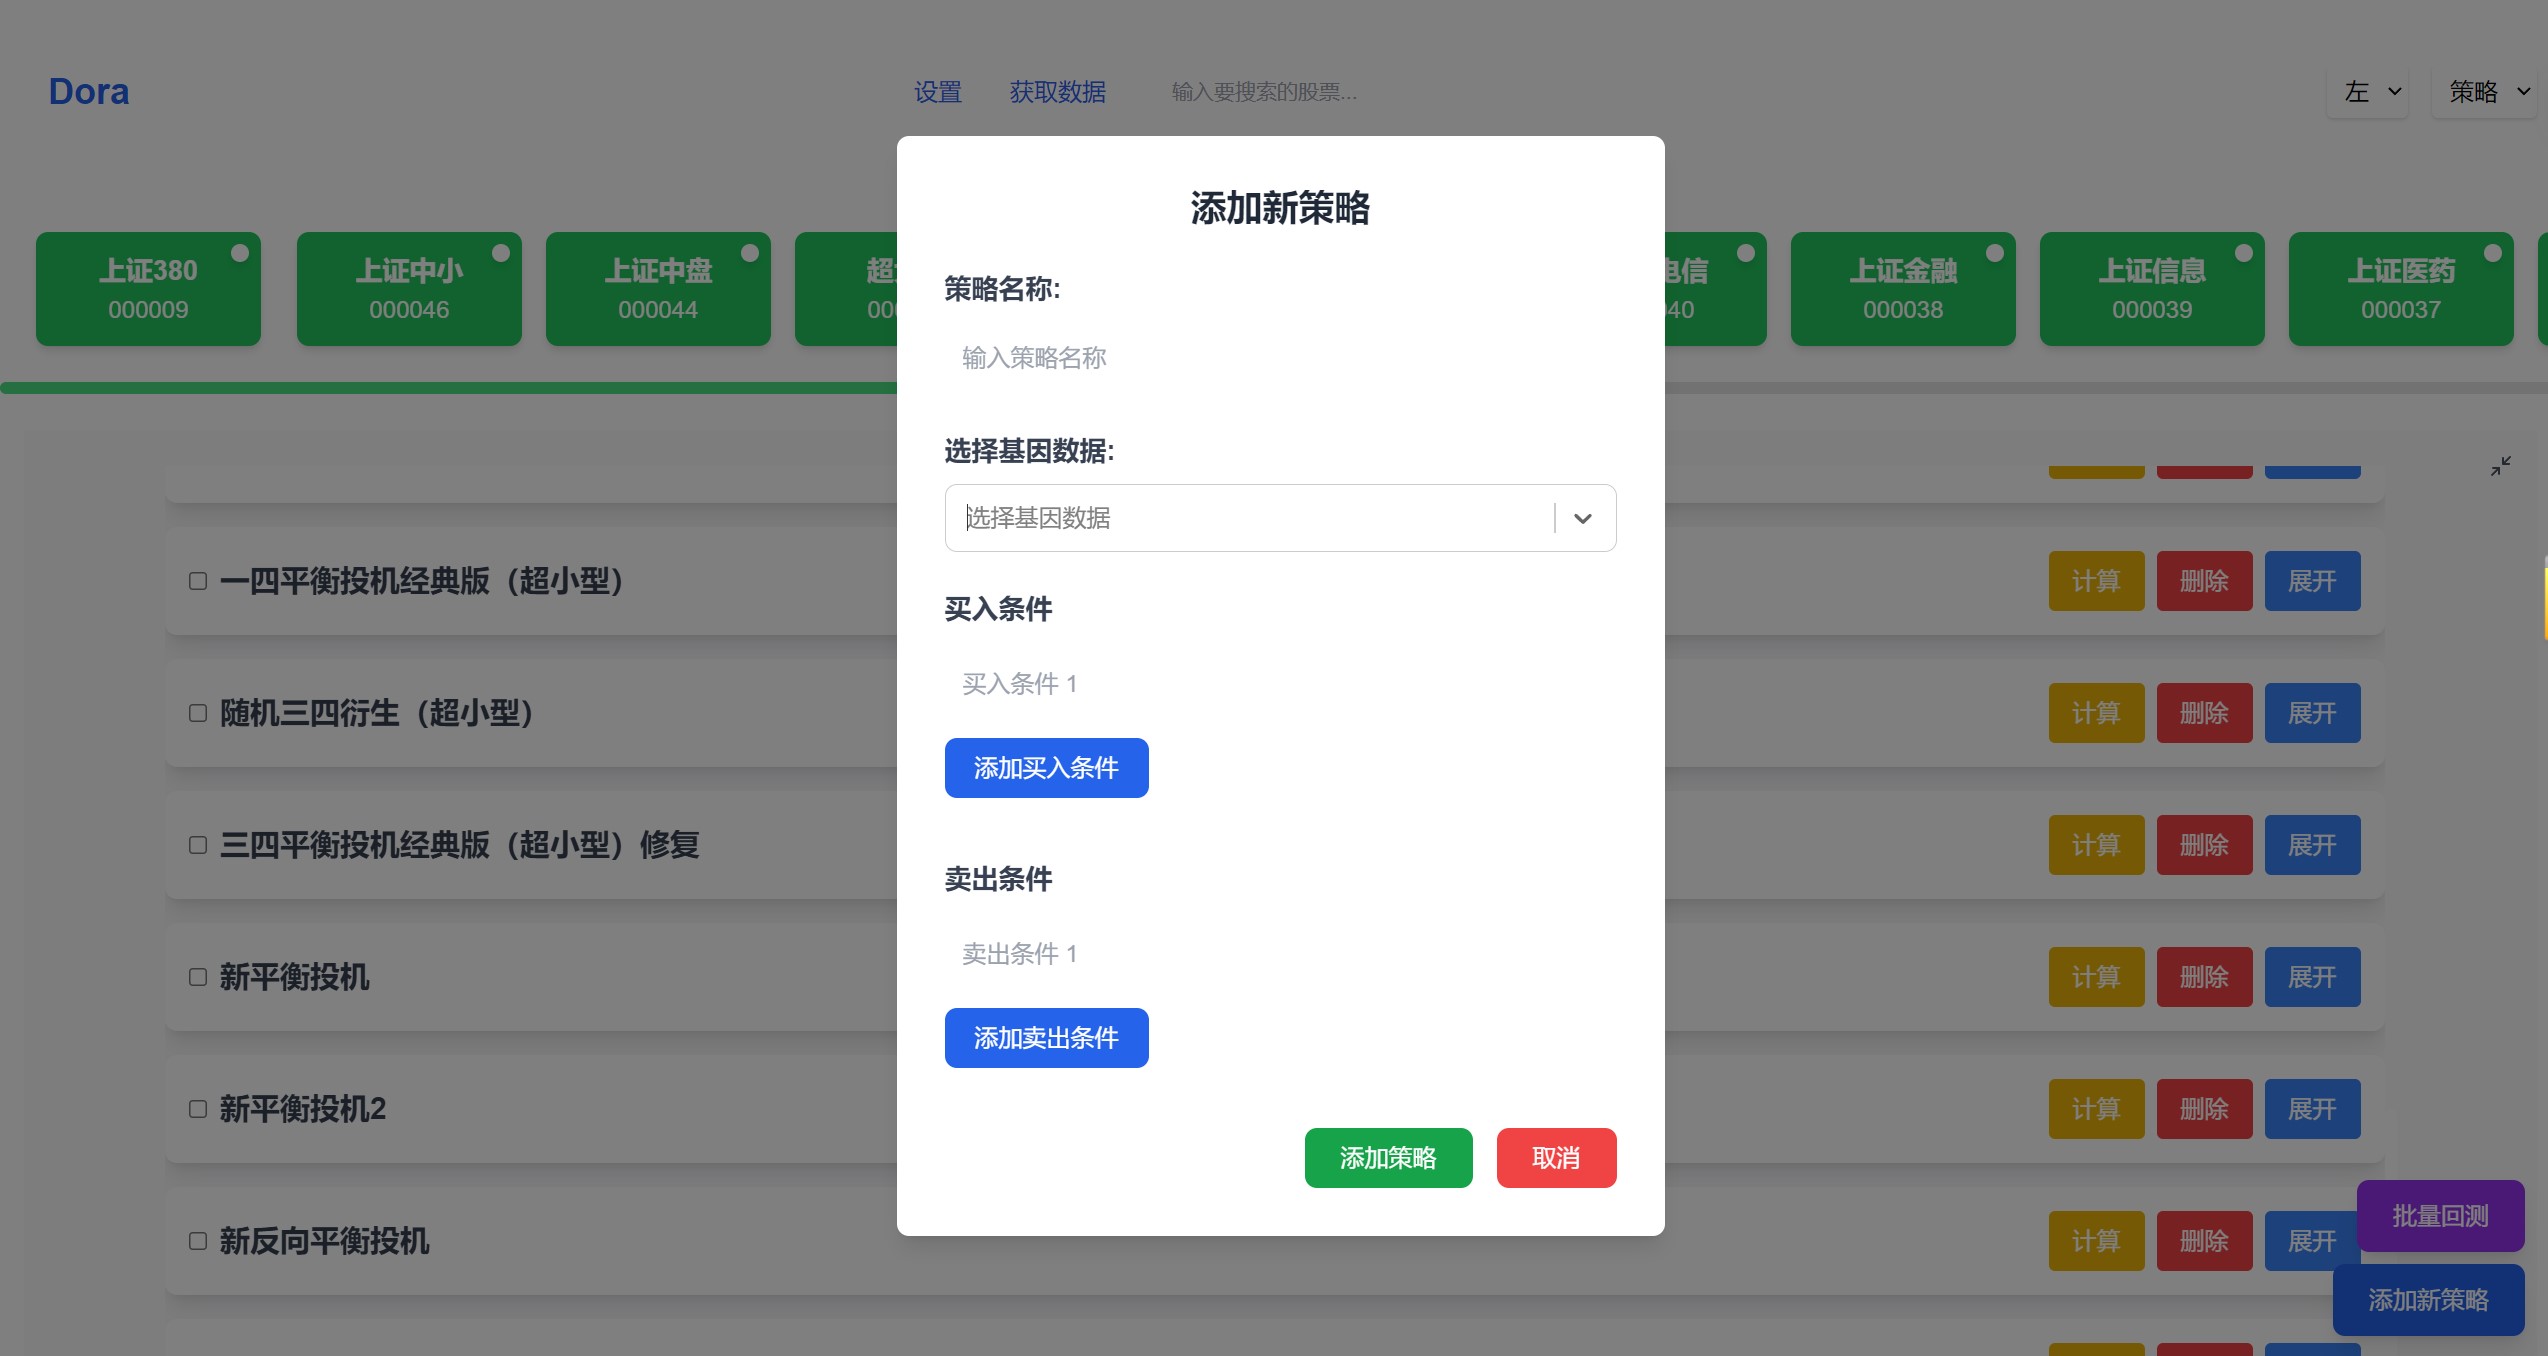 Dora
设置
获取数据
输入要搜索的股票...
左
策略
上证380
000009
上证中小
000046
上证中盘
000044
超
00
电信
40
上证金融
000038
上证信息
000039
上证医药
000037
添加新策略
策略名称:
输入策略名称
选择基因数据:
选择基因数据
买入条件
买入条件 1
添加买入条件
卖出条件
卖出条件 1
添加卖出条件
添加策略
取消
一四平衡投机经典版（超小型）
计算
删除
展开
随机三四衍生（超小型）
计算
删除
展开
三四平衡投机经典版（超小型）修复
计算
删除
展开
新平衡投机
计算
删除
展开
新平衡投机2
计算
删除
展开
新反向平衡投机
计算
删除
展开
批量回测
添加新策略